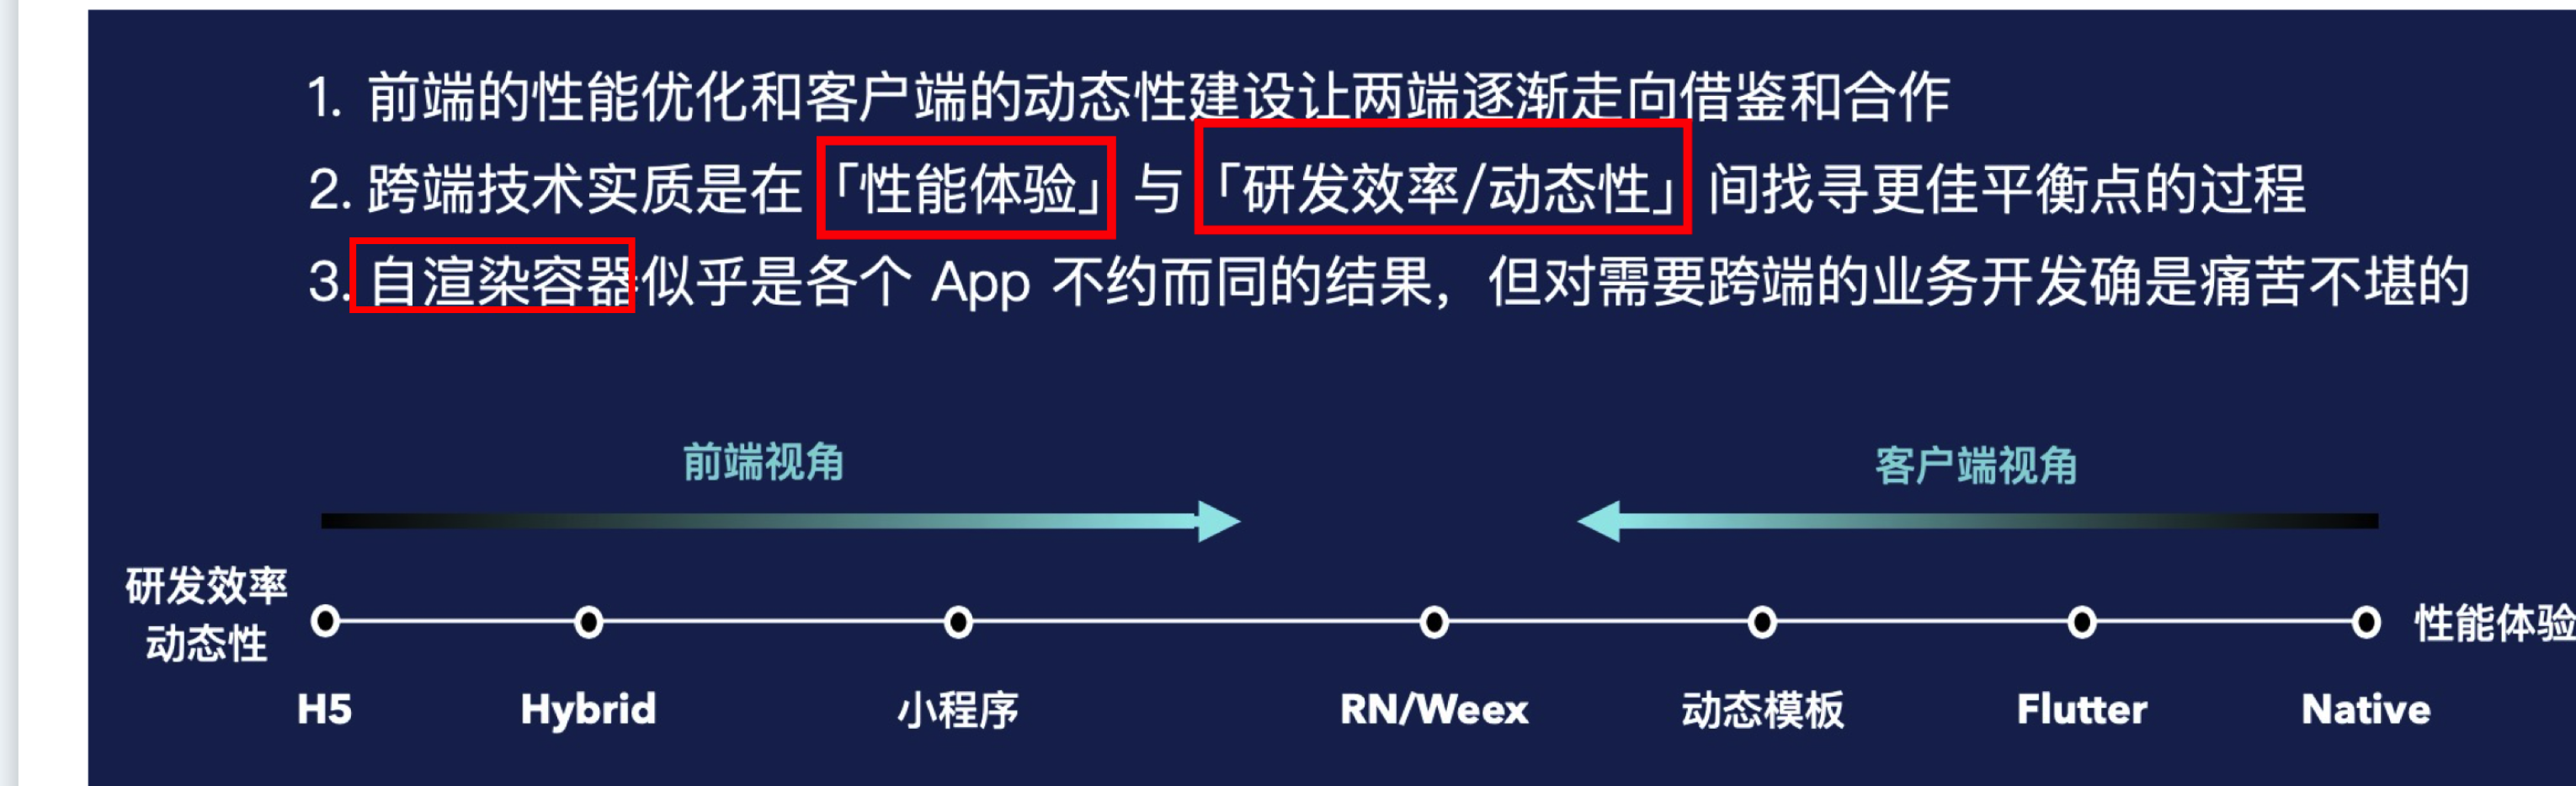 1. 前端的性能优化和客户端的动态性建设让两端逐渐走向借鉴和合作
2. 跨端技术实质是在「性能体验」与「研发效率/动态性」间找寻更佳平衡点的过程
3. 自渲染容器似乎是各个 App 不约而同的结果，但对需要跨端的业务开发确是痛苦不堪的
前端视角
客户端视角
研发效率
动态性
性能体验
H5
Hybrid
小程序
RN/Weex
动态模板
Flutter
Native